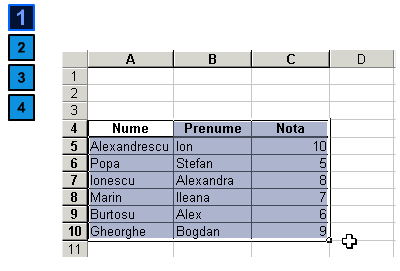 1
2
3
4
A B C D
1
2
3
4 Nume Prenume Nota
5 Alexandrescu Ion 10
6 Popa Stefan 5
7 Ionescu Alexandra 8
8 Marin Ileana 7
9 Burtosu Alex 6
10 Gheorghe Bogdan 9
11